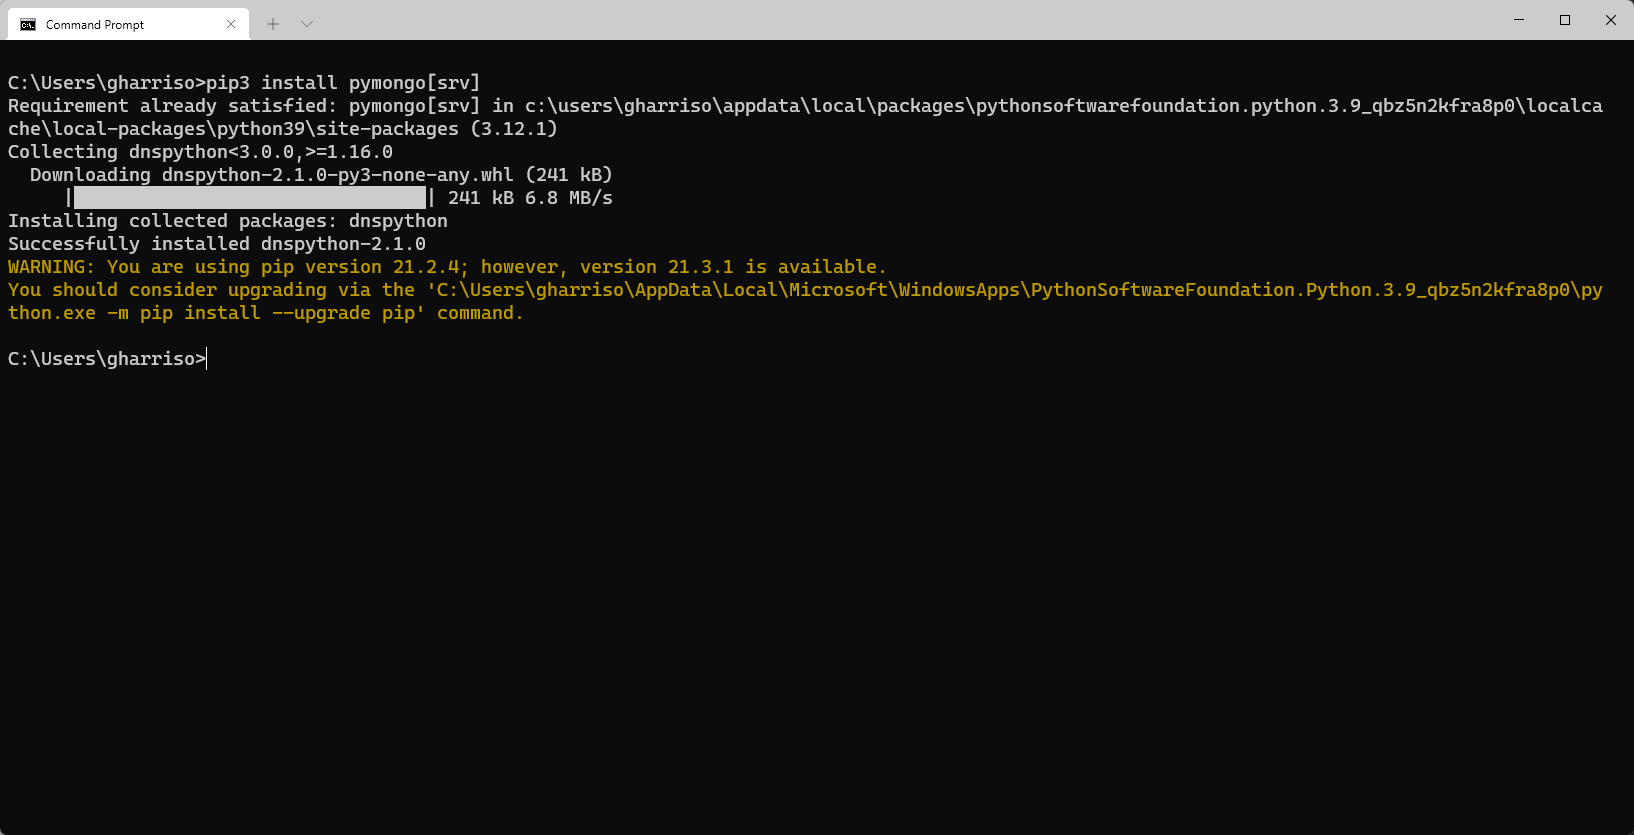 Command Prompt
C:\Users\gharriso>pip3 install pymongo[srv]
Requirement already satisfied: pymongo[srv] in c:\users\gharriso\appdata\local\packages\pythonsoftwarefoundation.python.3.9_qbz5n2kfra8p0\localca
che\local-packages\python39\site-packages (3.12.1)
Collecting dnspython<3.0.0,>=1.16.0
  Downloading dnspython-2.1.0-py3-none-any.whl (241 kB)
     |████████████████████████████████| 241 kB 6.8 MB/s
Installing collected packages: dnspython
Successfully installed dnspython-2.1.0
WARNING: You are using pip version 21.2.4; however, version 21.3.1 is available.
You should consider upgrading via the 'C:\Users\gharriso\AppData\Local\Microsoft\WindowsApps\PythonSoftwareFoundation.Python.3.9_qbz5n2kfra8p0\py
thon.exe -m pip install --upgrade pip' command.
C:\Users\gharriso>